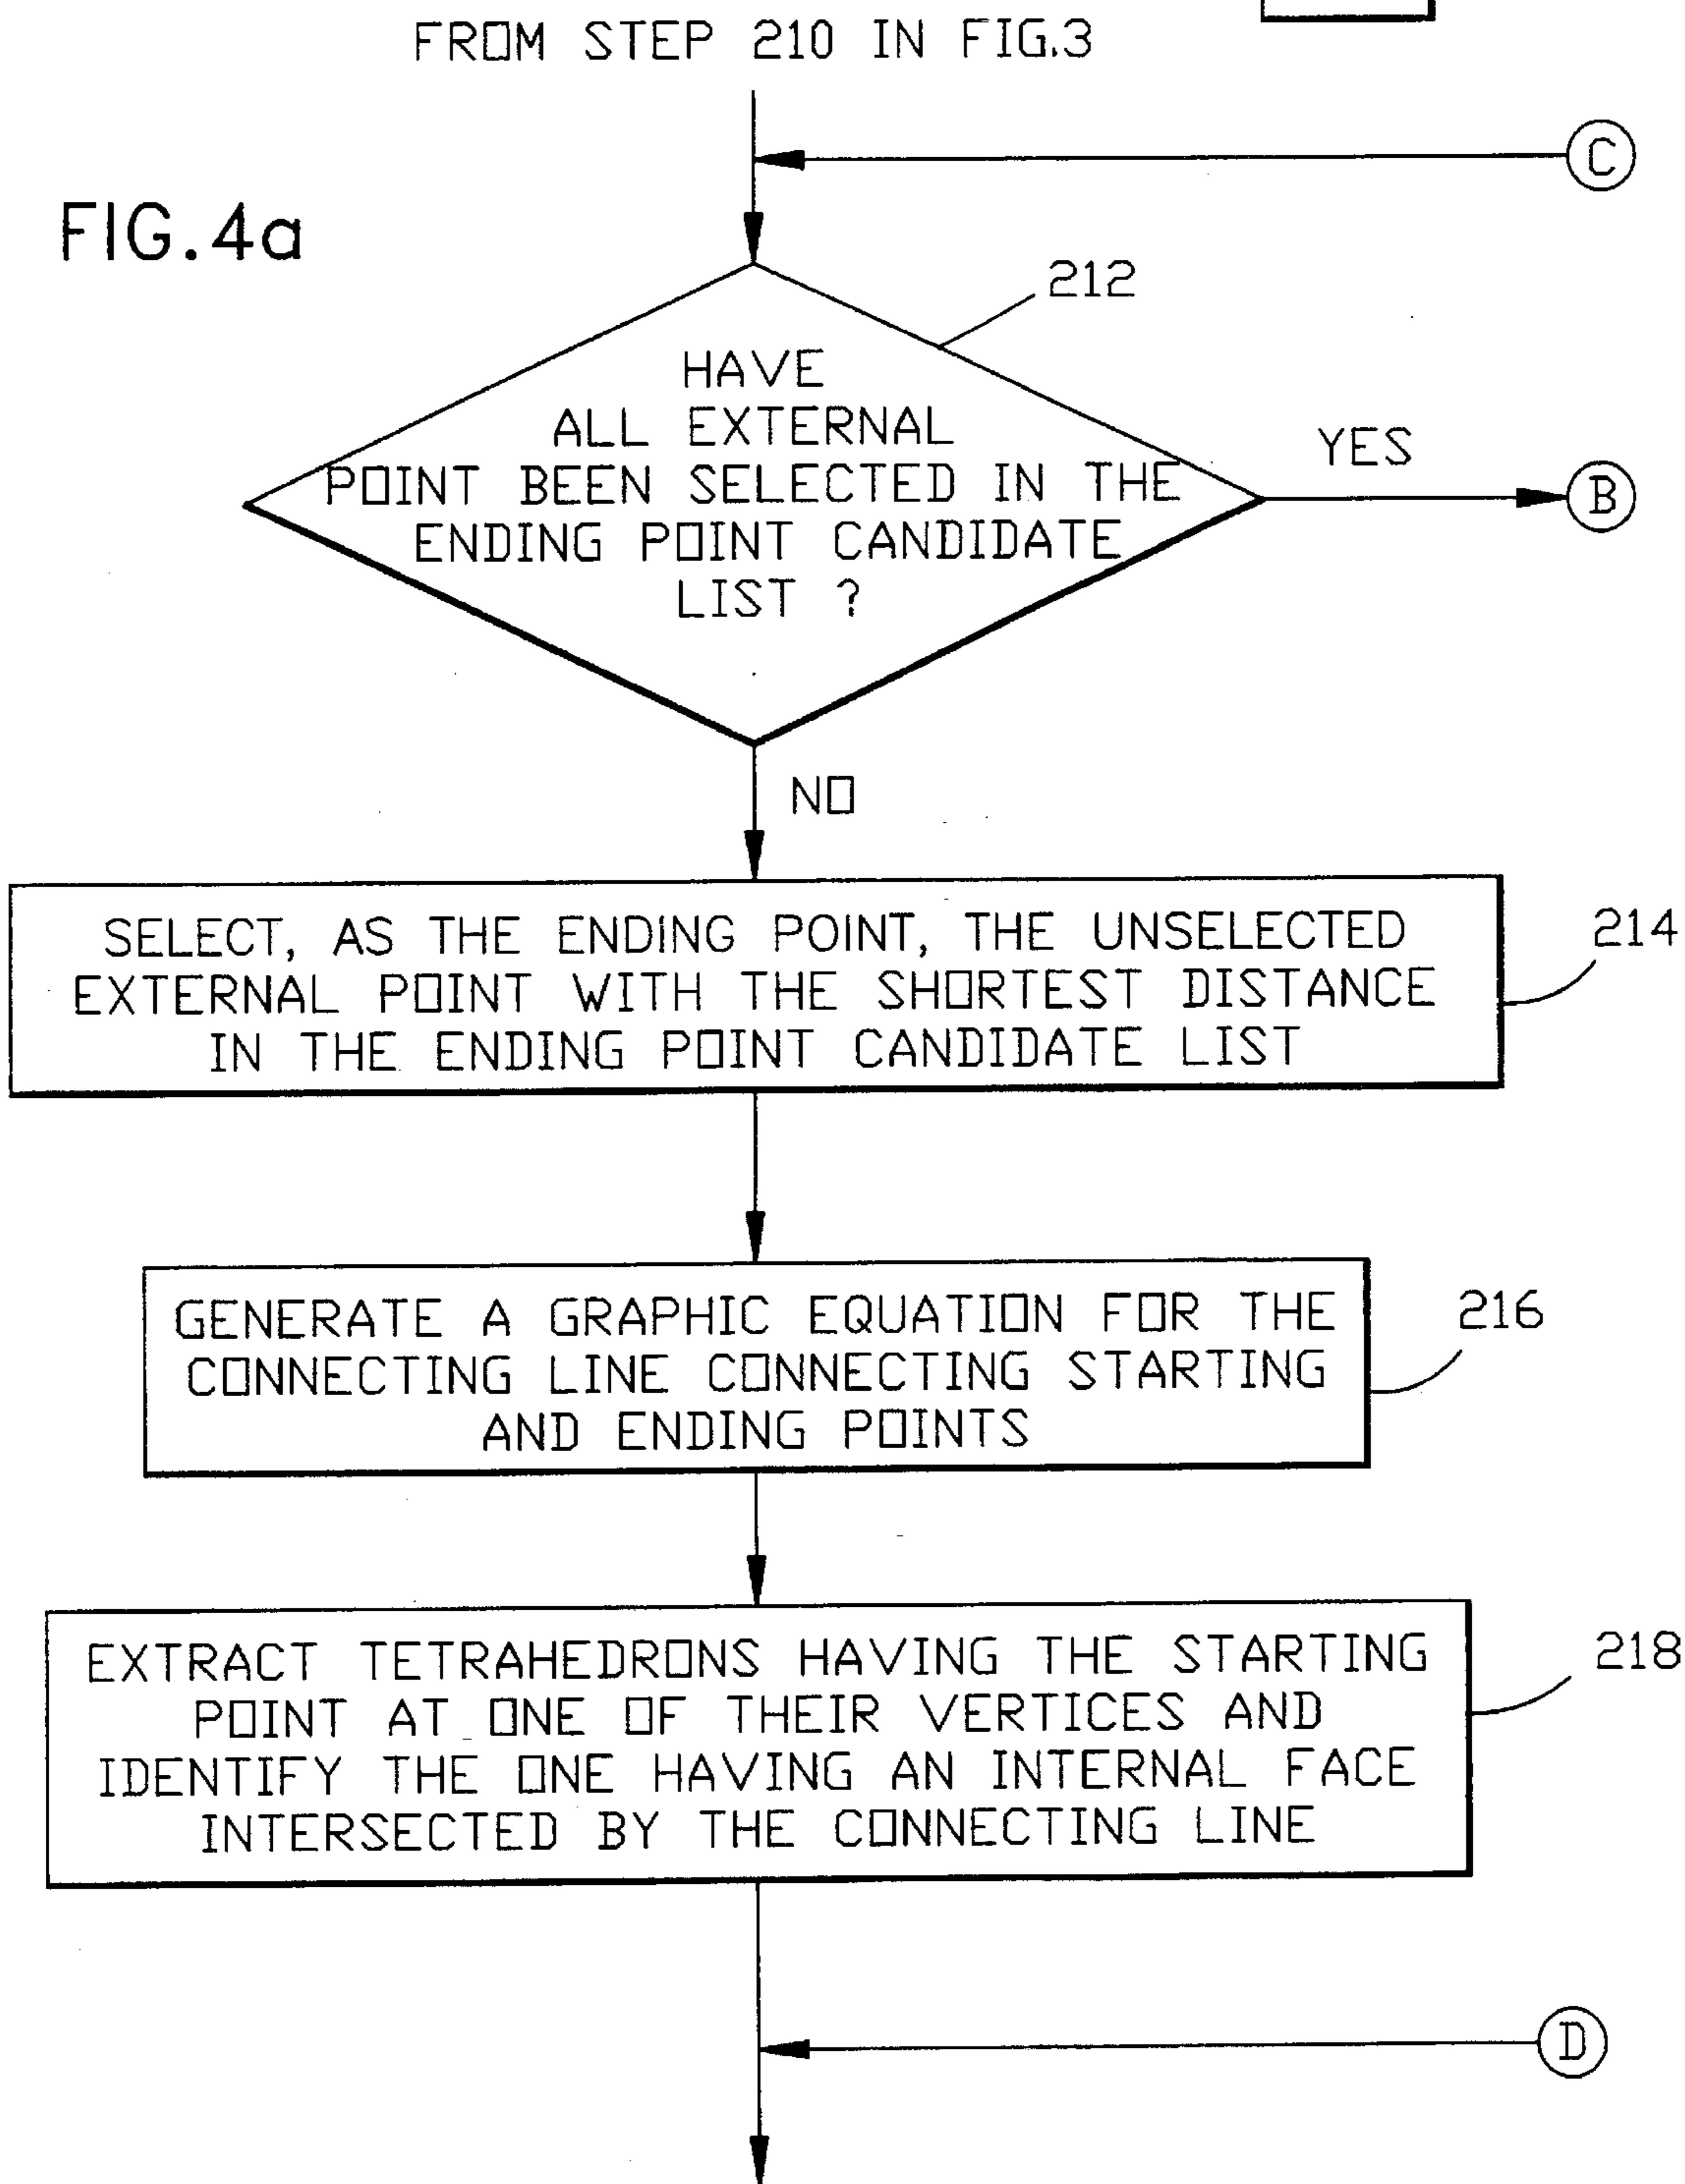 FROM STEP 210 IN FIG.3
C
FIG.4a
212
HAVE
ALL EXTERNAL
POINT BEEN SELECTED IN THE
ENDING POINT CANDIDATE
LIST ?
YES
B
NO
SELECT, AS THE ENDING POINT, THE UNSELECTED
EXTERNAL POINT WITH THE SHORTEST DISTANCE
IN THE ENDING POINT CANDIDATE LIST
214
GENERATE A GRAPHIC EQUATION FOR THE
CONNECTING LINE CONNECTING STARTING
AND ENDING POINTS
216
EXTRACT TETRAHEDRONS HAVING THE STARTING
POINT AT ONE OF THEIR VERTICES AND
IDENTIFY THE ONE HAVING AN INTERNAL FACE
INTERSECTED BY THE CONNECTING LINE
218
D